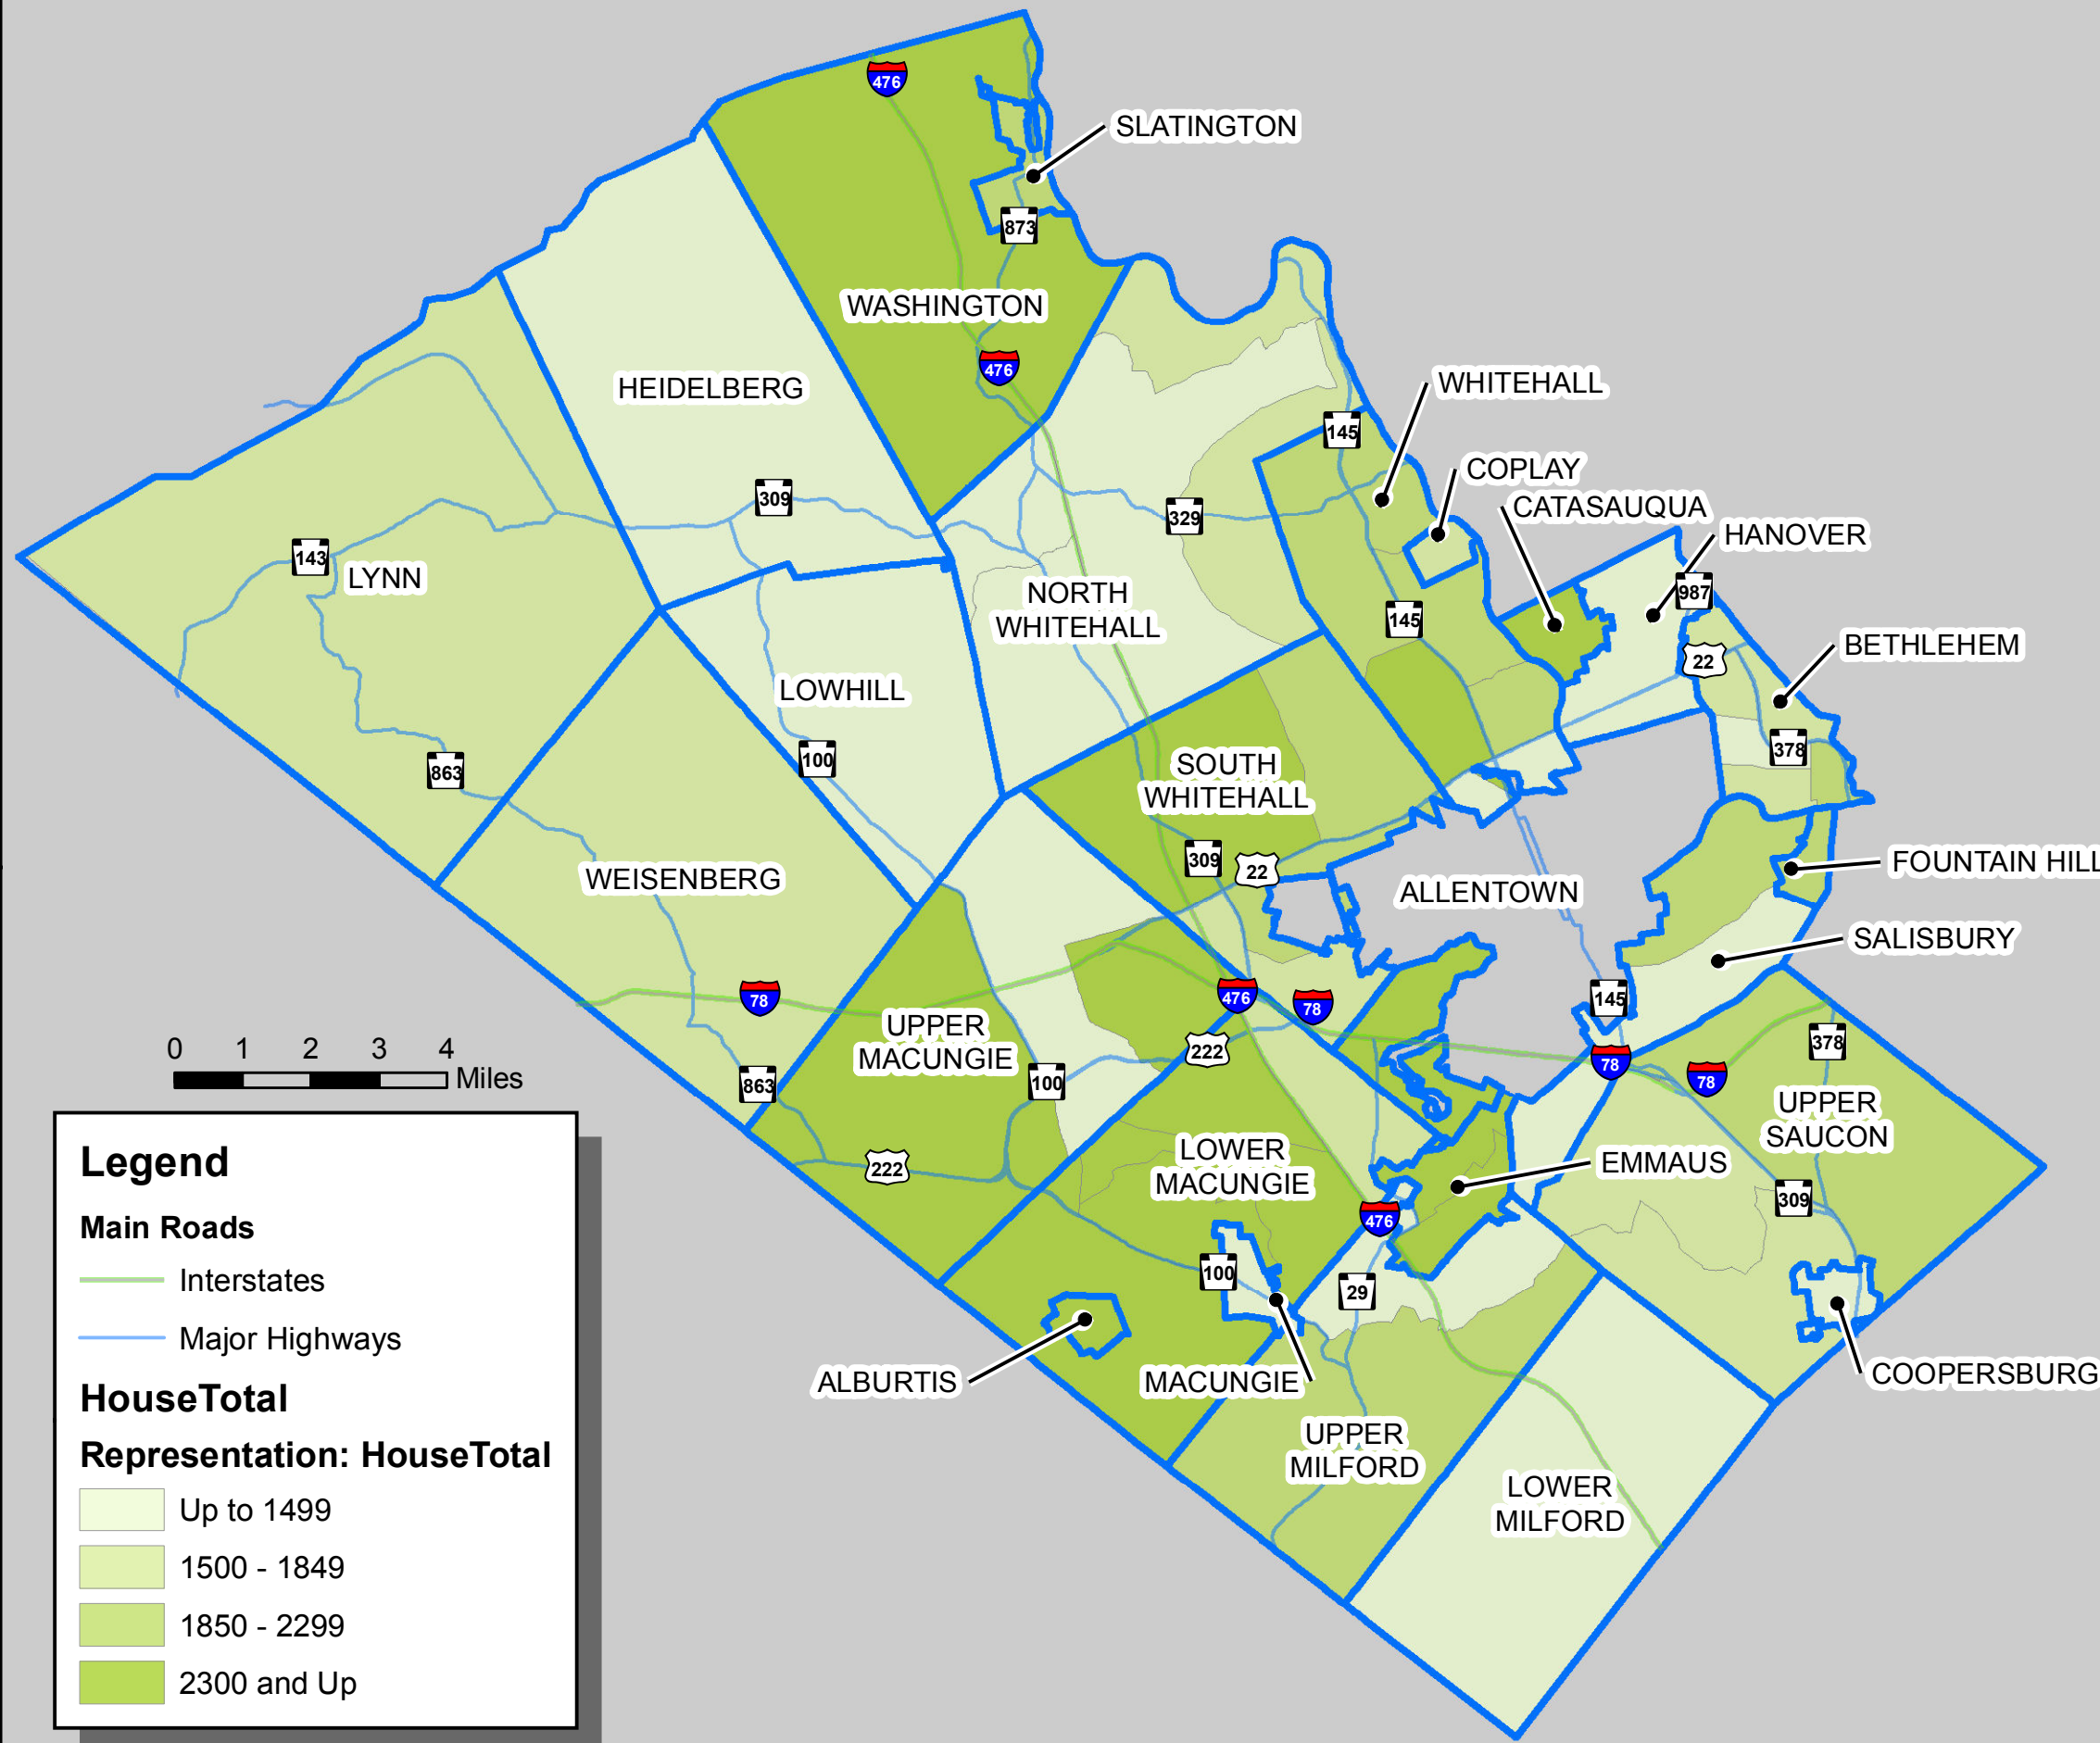 476
SLATINGTON
873
WASHINGTON
476
HEIDELBERG
WHITEHALL
145
COPLAY
CATASAUQUA
309
329
HANOVER
143
LYNN
NORTH
WHITEHALL
987
145
22
BETHLEHEM
LOWHILL
378
100
863
SOUTH
WHITEHALL
309
22
WEISENBERG
ALLENTOWN
FOUNTAIN HILL
SALISBURY
78
476
78
145
UPPER
MACUNGIE
222
378
0 1 2 3 4
Miles
863
100
78
78
UPPER
SAUCON
222
LOWER
MACUNGIE
EMMAUS
309
476
100
29
ALBURTIS
MACUNGIE
COOPERSBURG
UPPER
MILFORD
LOWER
MILFORD
Legend
Main Roads
Interstates
Major Highways
HouseTotal
Representation: HouseTotal
Up to 1499
1500 - 1849
1850 - 2299
2300 and Up